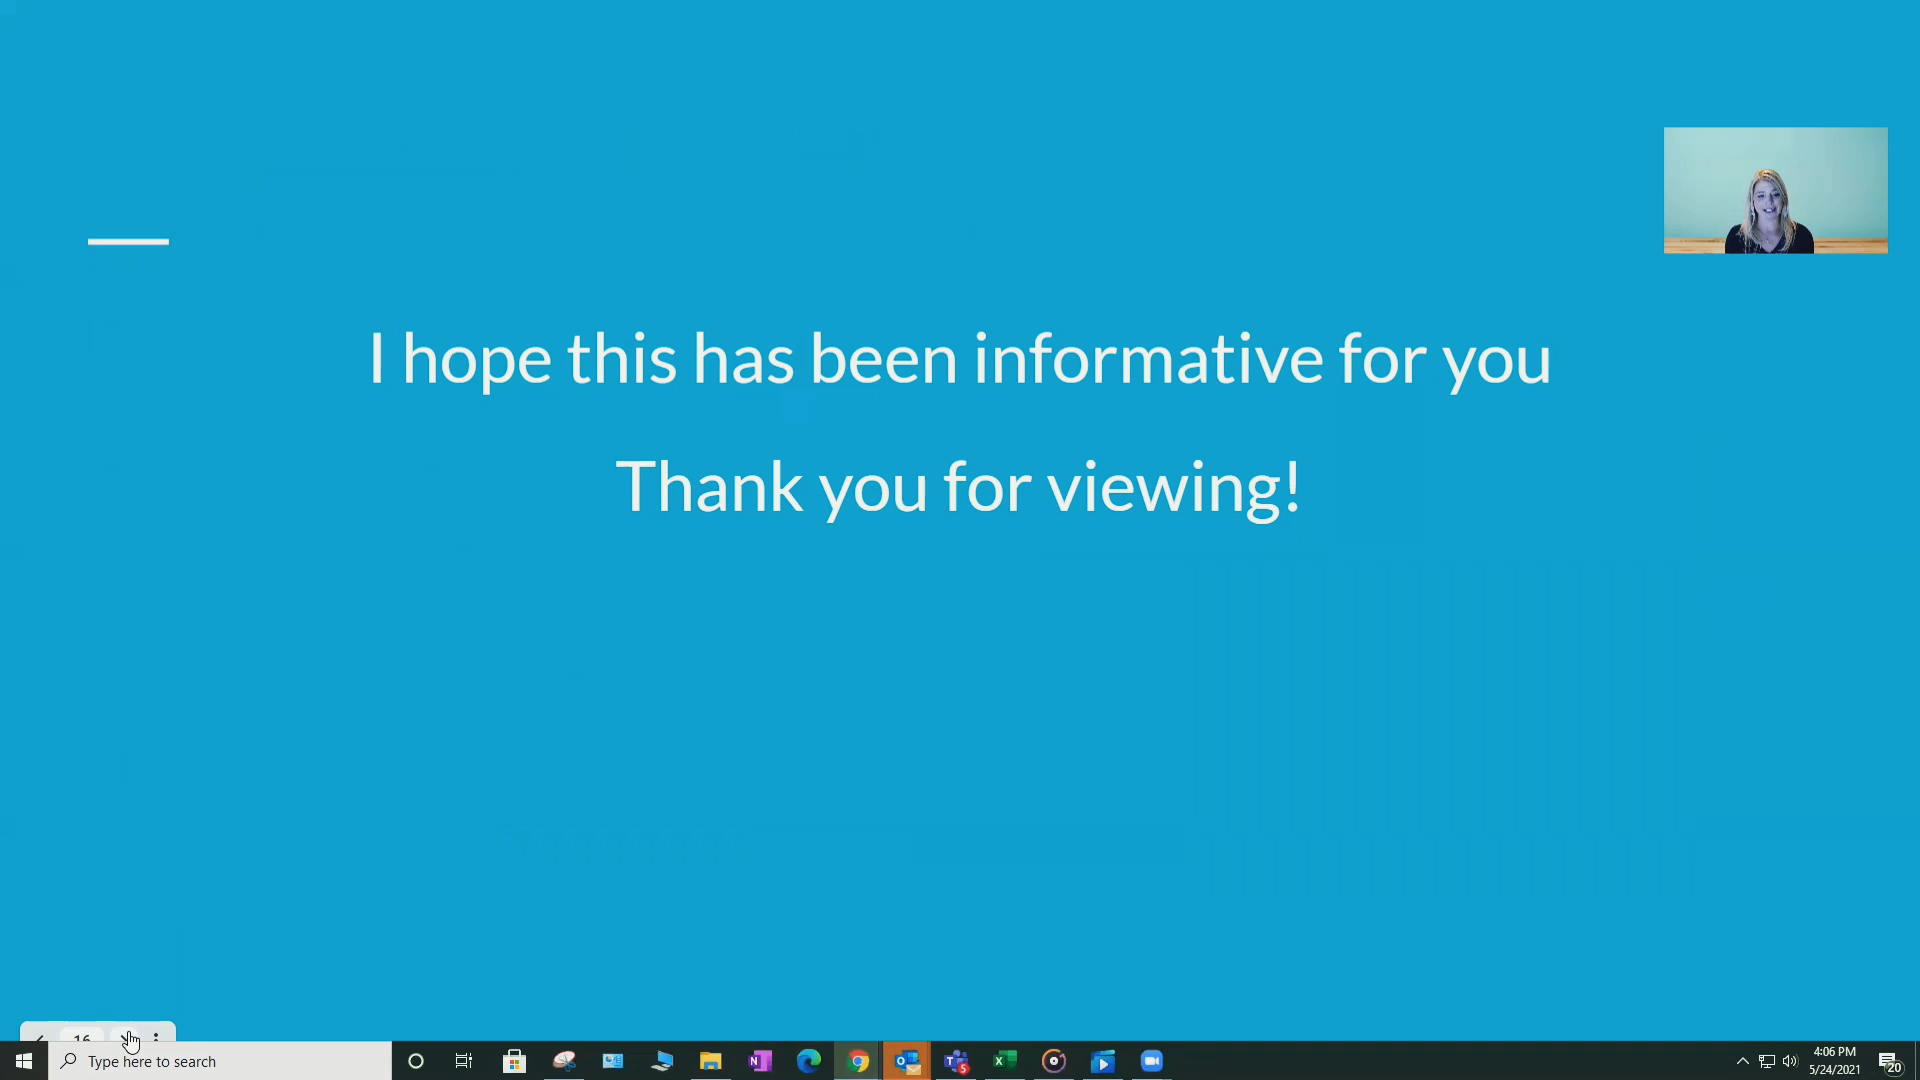 I hope this has been informative for you
Thank you for viewing!
16
Type here to search
N
O
T
5
X
4:06 PM
5/24/2021
20